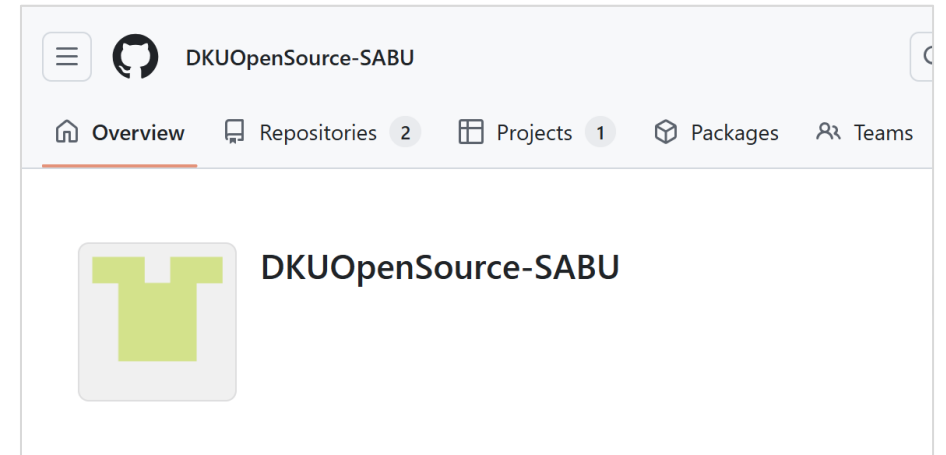 DKUOpenSource-SABU
Overview Repositories 2 Projects 1 Packages Teams
DKUOpenSource-SABU